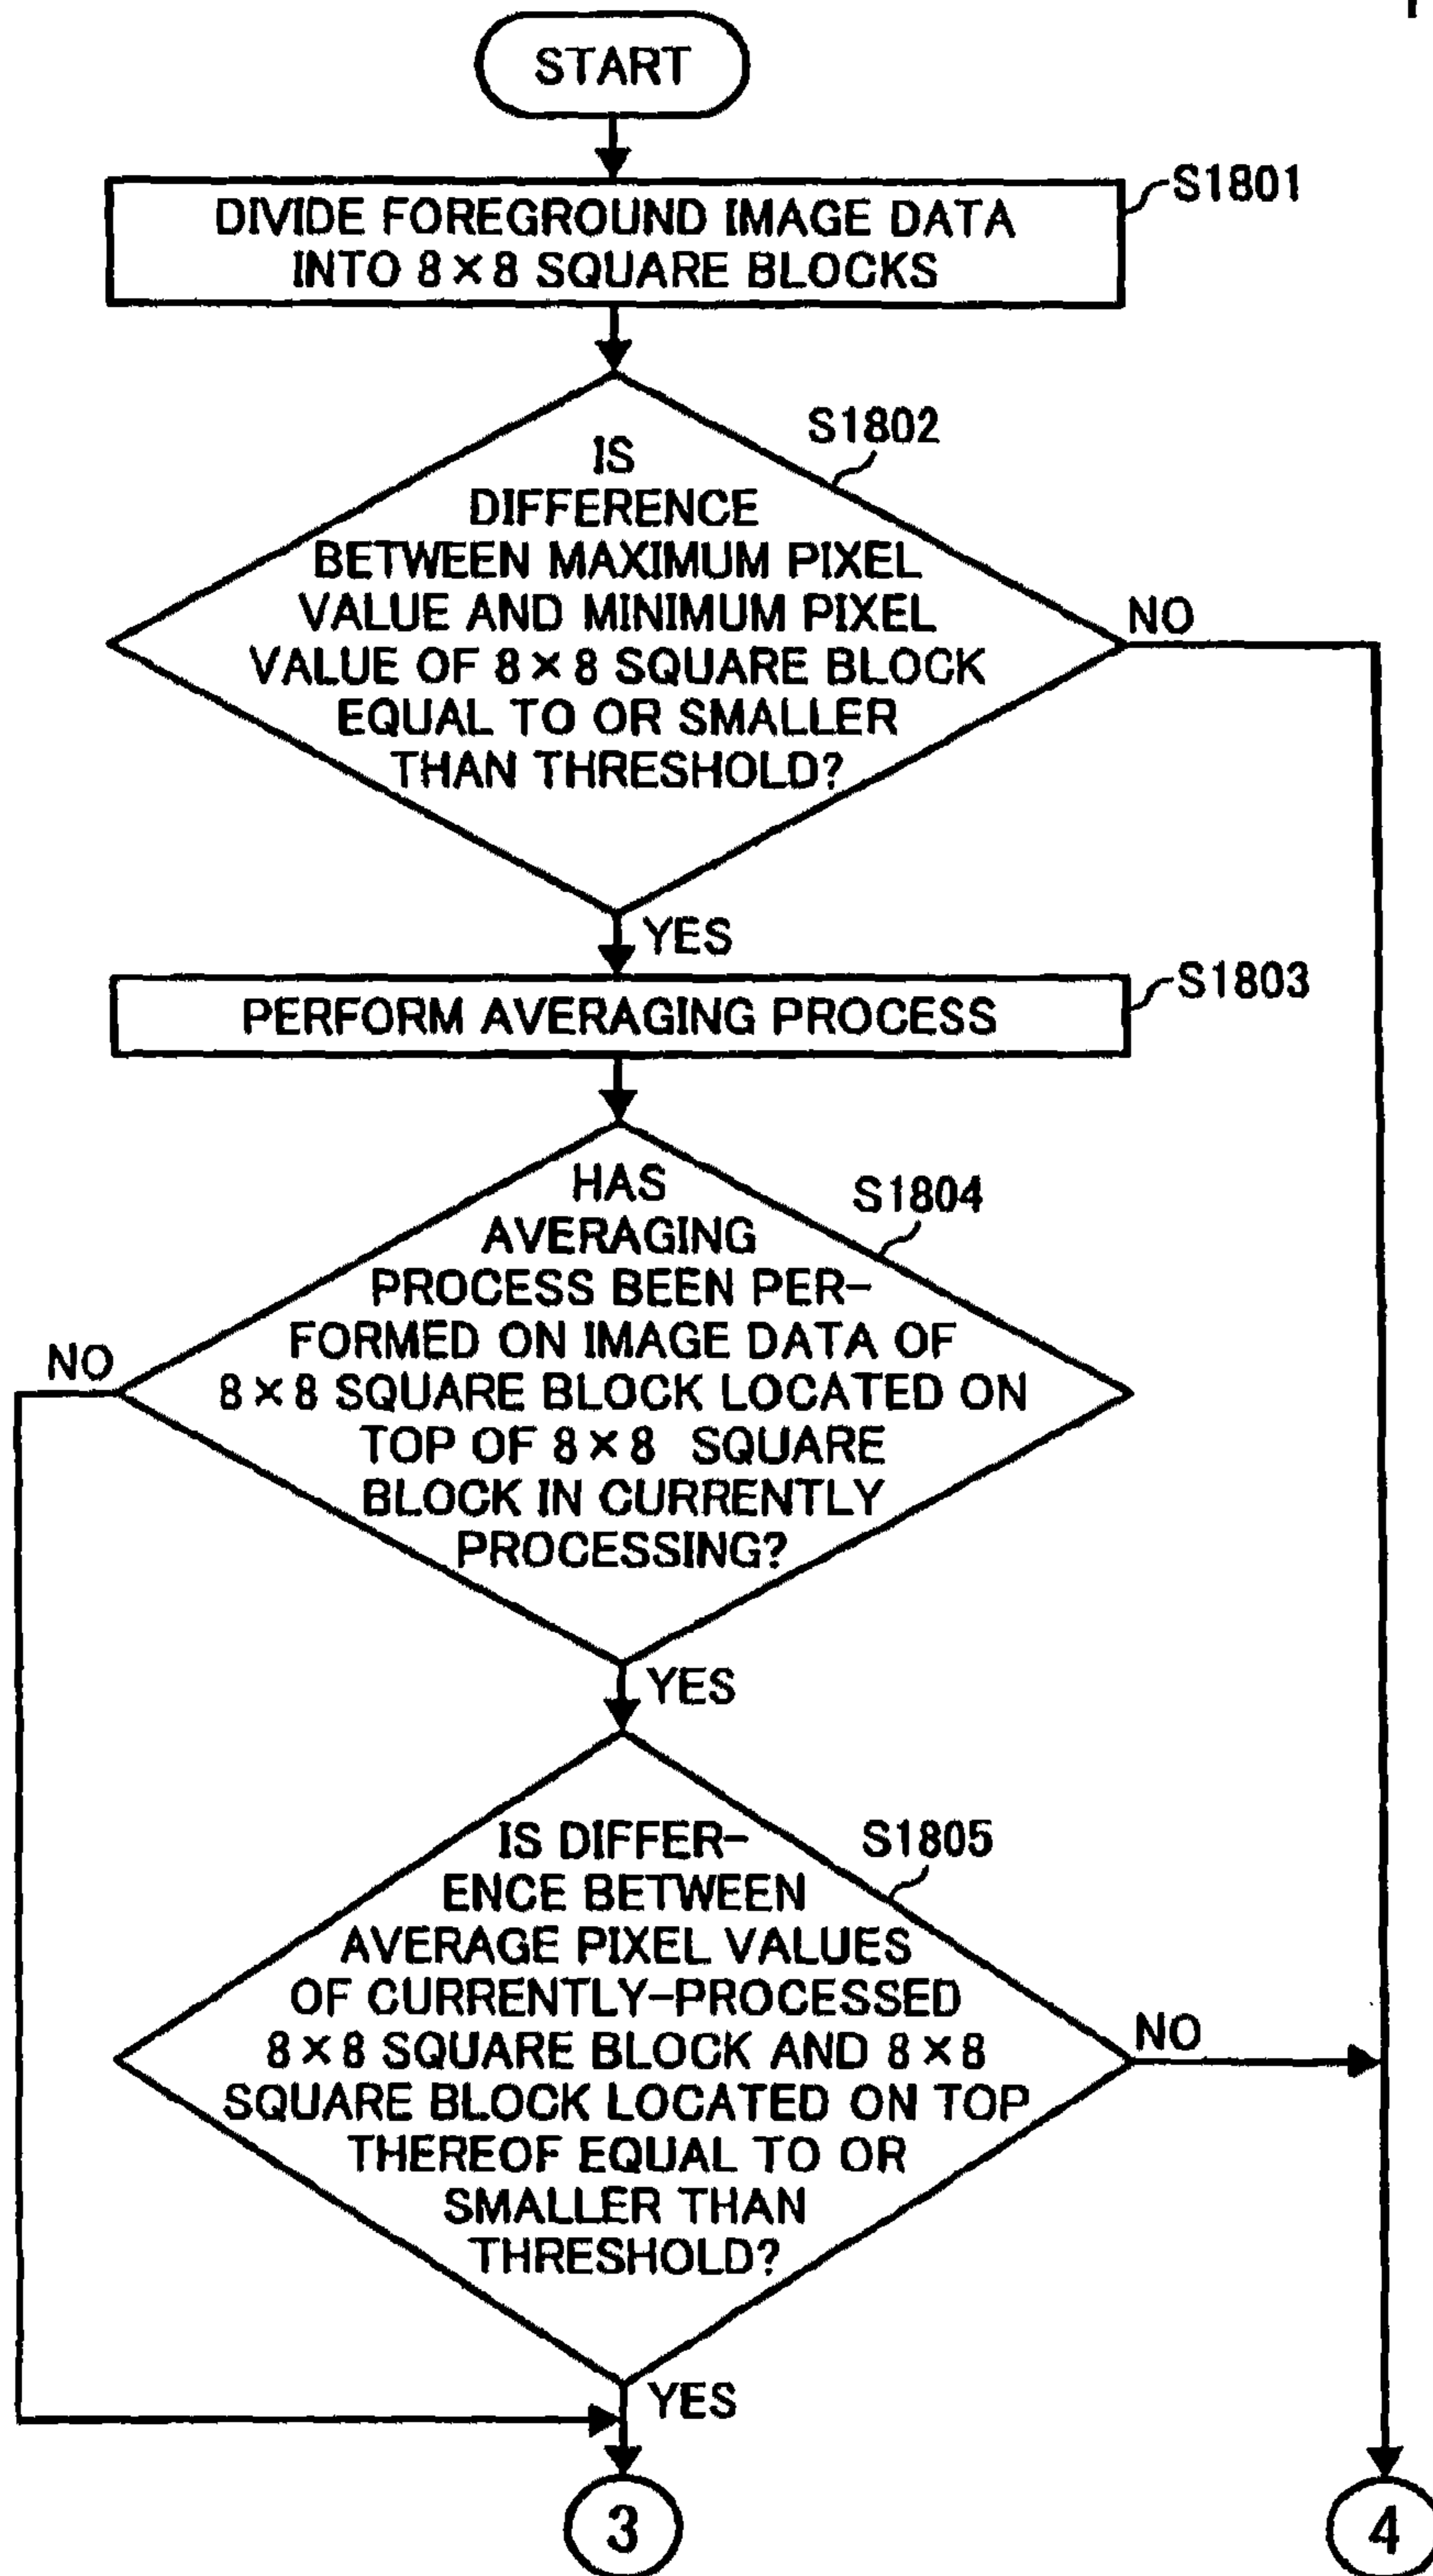 START
S1801
DIVIDE FOREGROUND IMAGE DATA
INTO 8×8 SQUARE BLOCKS
S1802
IS
DIFFERENCE
BETWEEN MAXIMUM PIXEL
VALUE AND MINIMUM PIXEL
VALUE OF 8×8 SQUARE BLOCK
EQUAL TO OR SMALLER
THAN THRESHOLD?
NO
YES
S1803
PERFORM AVERAGING PROCESS
S1804
HAS
AVERAGING
PROCESS BEEN PER-
FORMED ON IMAGE DATA OF
8×8 SQUARE BLOCK LOCATED ON
TOP OF 8×8 SQUARE
BLOCK IN CURRENTLY
PROCESSING?
NO
YES
S1805
IS DIFFER-
ENCE BETWEEN
AVERAGE PIXEL VALUES
OF CURRENTLY-PROCESSED
8×8 SQUARE BLOCK AND 8×8
SQUARE BLOCK LOCATED ON TOP
THEREOF EQUAL TO OR
SMALLER THAN
THRESHOLD?
NO
YES
3
4